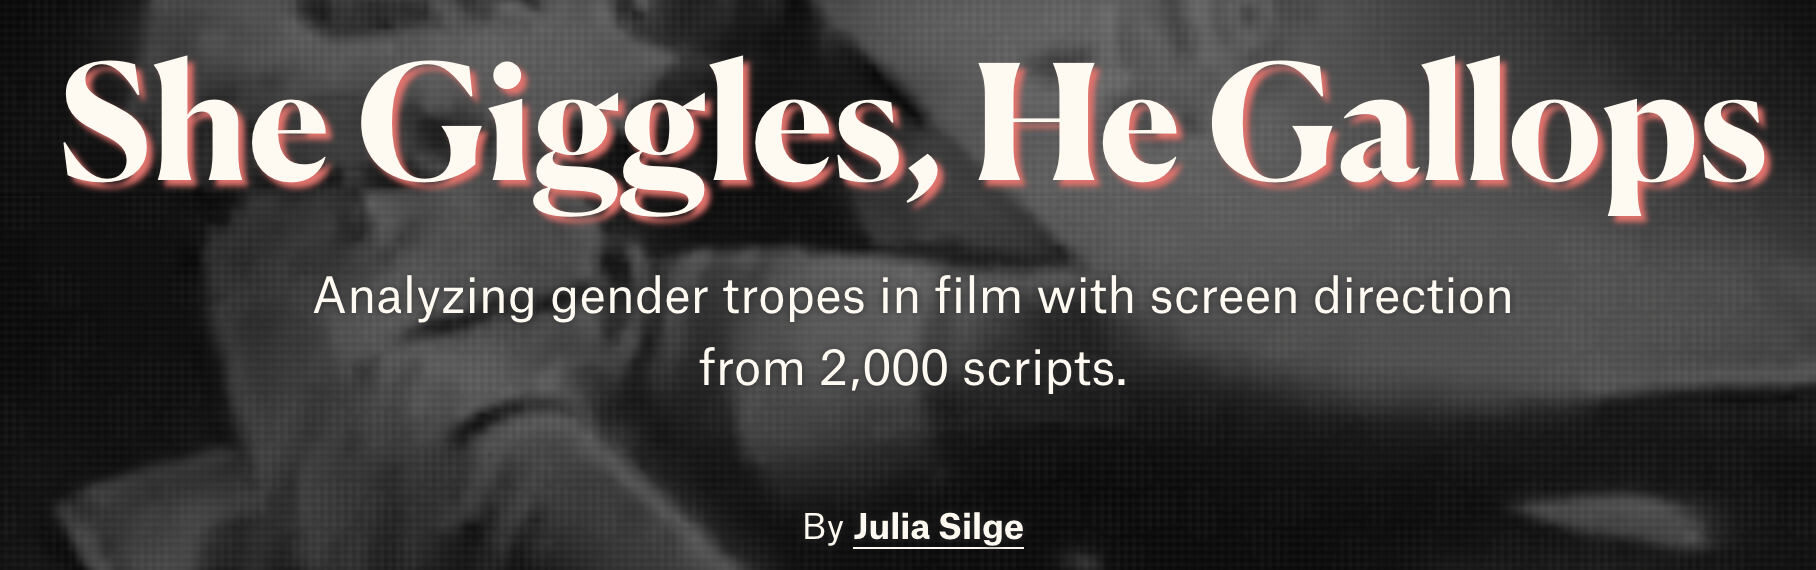 She Giggles, He Gallops
Analyzing gender tropes in film with screen direction
from 2,000 scripts.
By Julia Silge